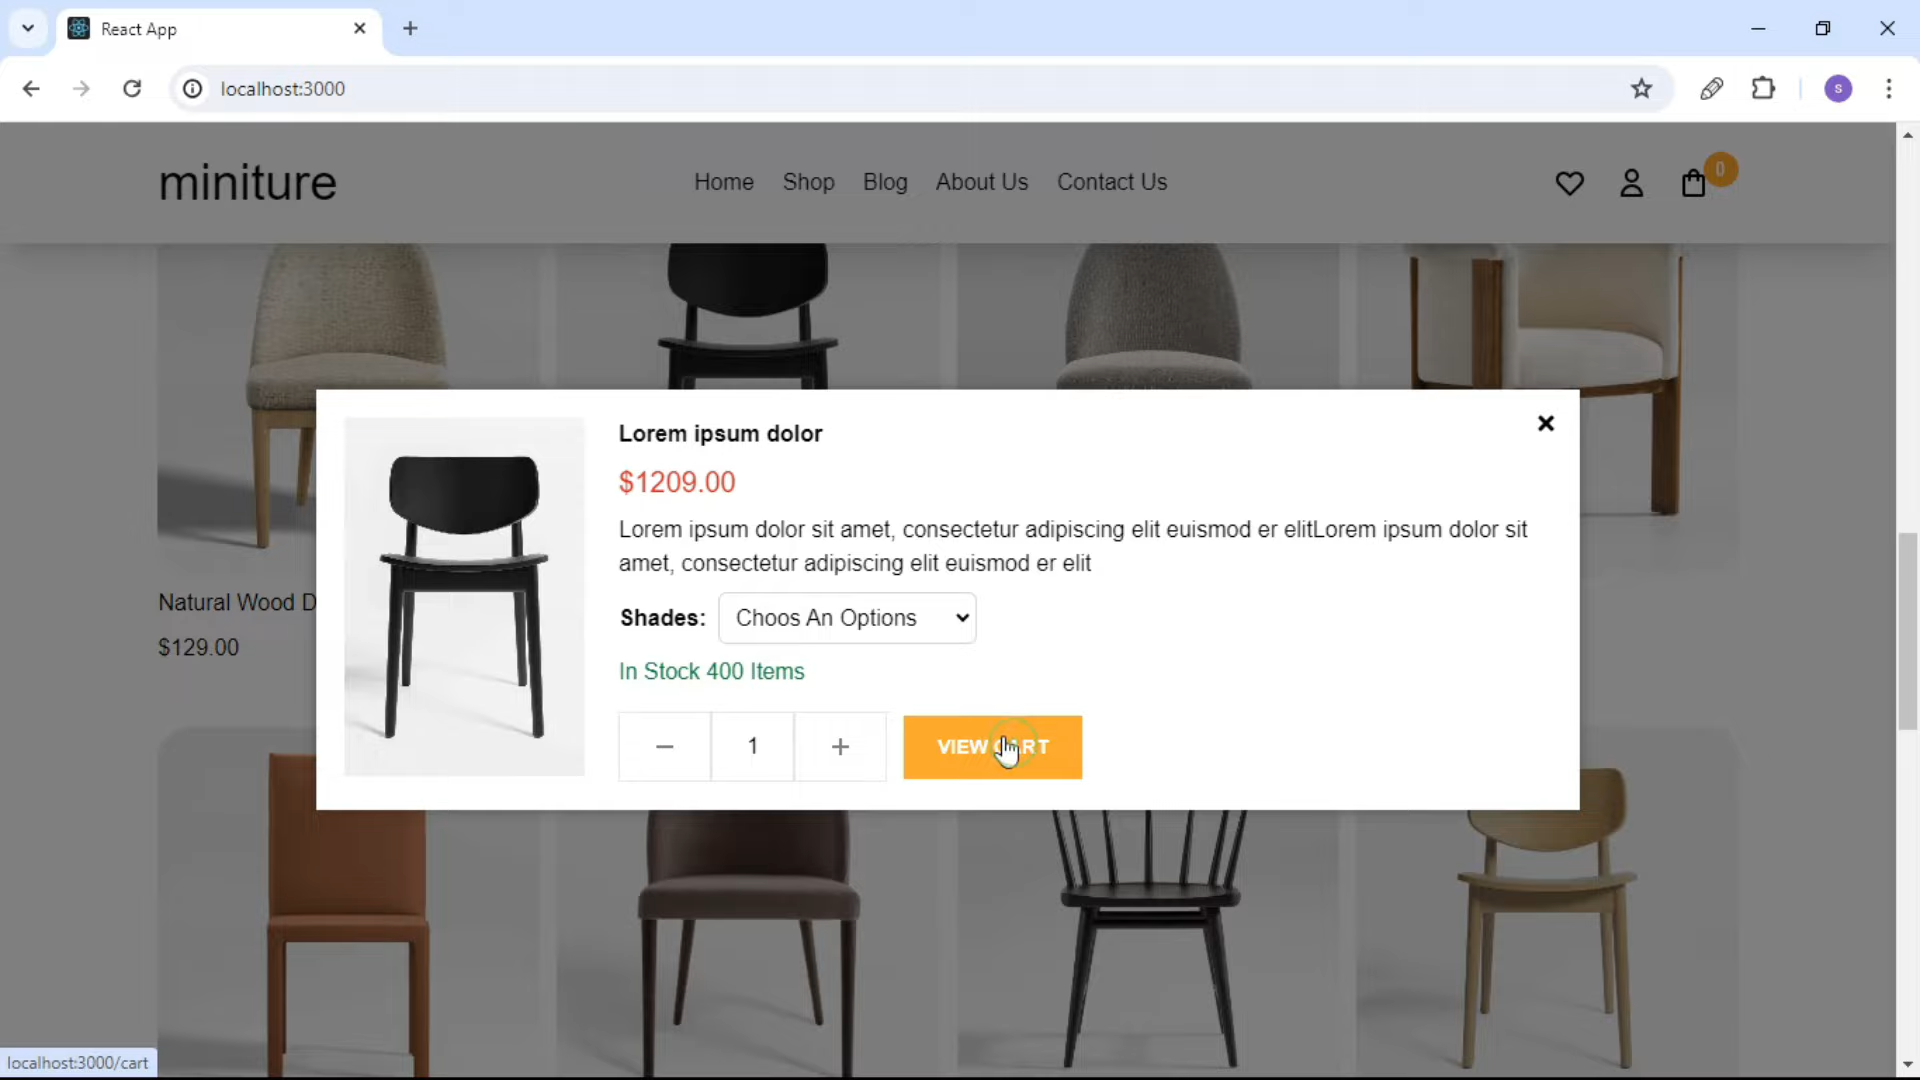 React App
localhost:3000
S
miniture
Home Shop Blog About Us Contact Us
0
Lorem ipsum dolor
$1209.00
Lorem ipsum dolor sit amet, consectetur adipiscing elit euismod er elitLorem ipsum dolor sit
amet, consectetur adipiscing elit euismod er elit
Natural Wood D
$129.00
Shades: Choos An Options
In Stock 400 Items
1
VIEW CART
localhost:3000/cart